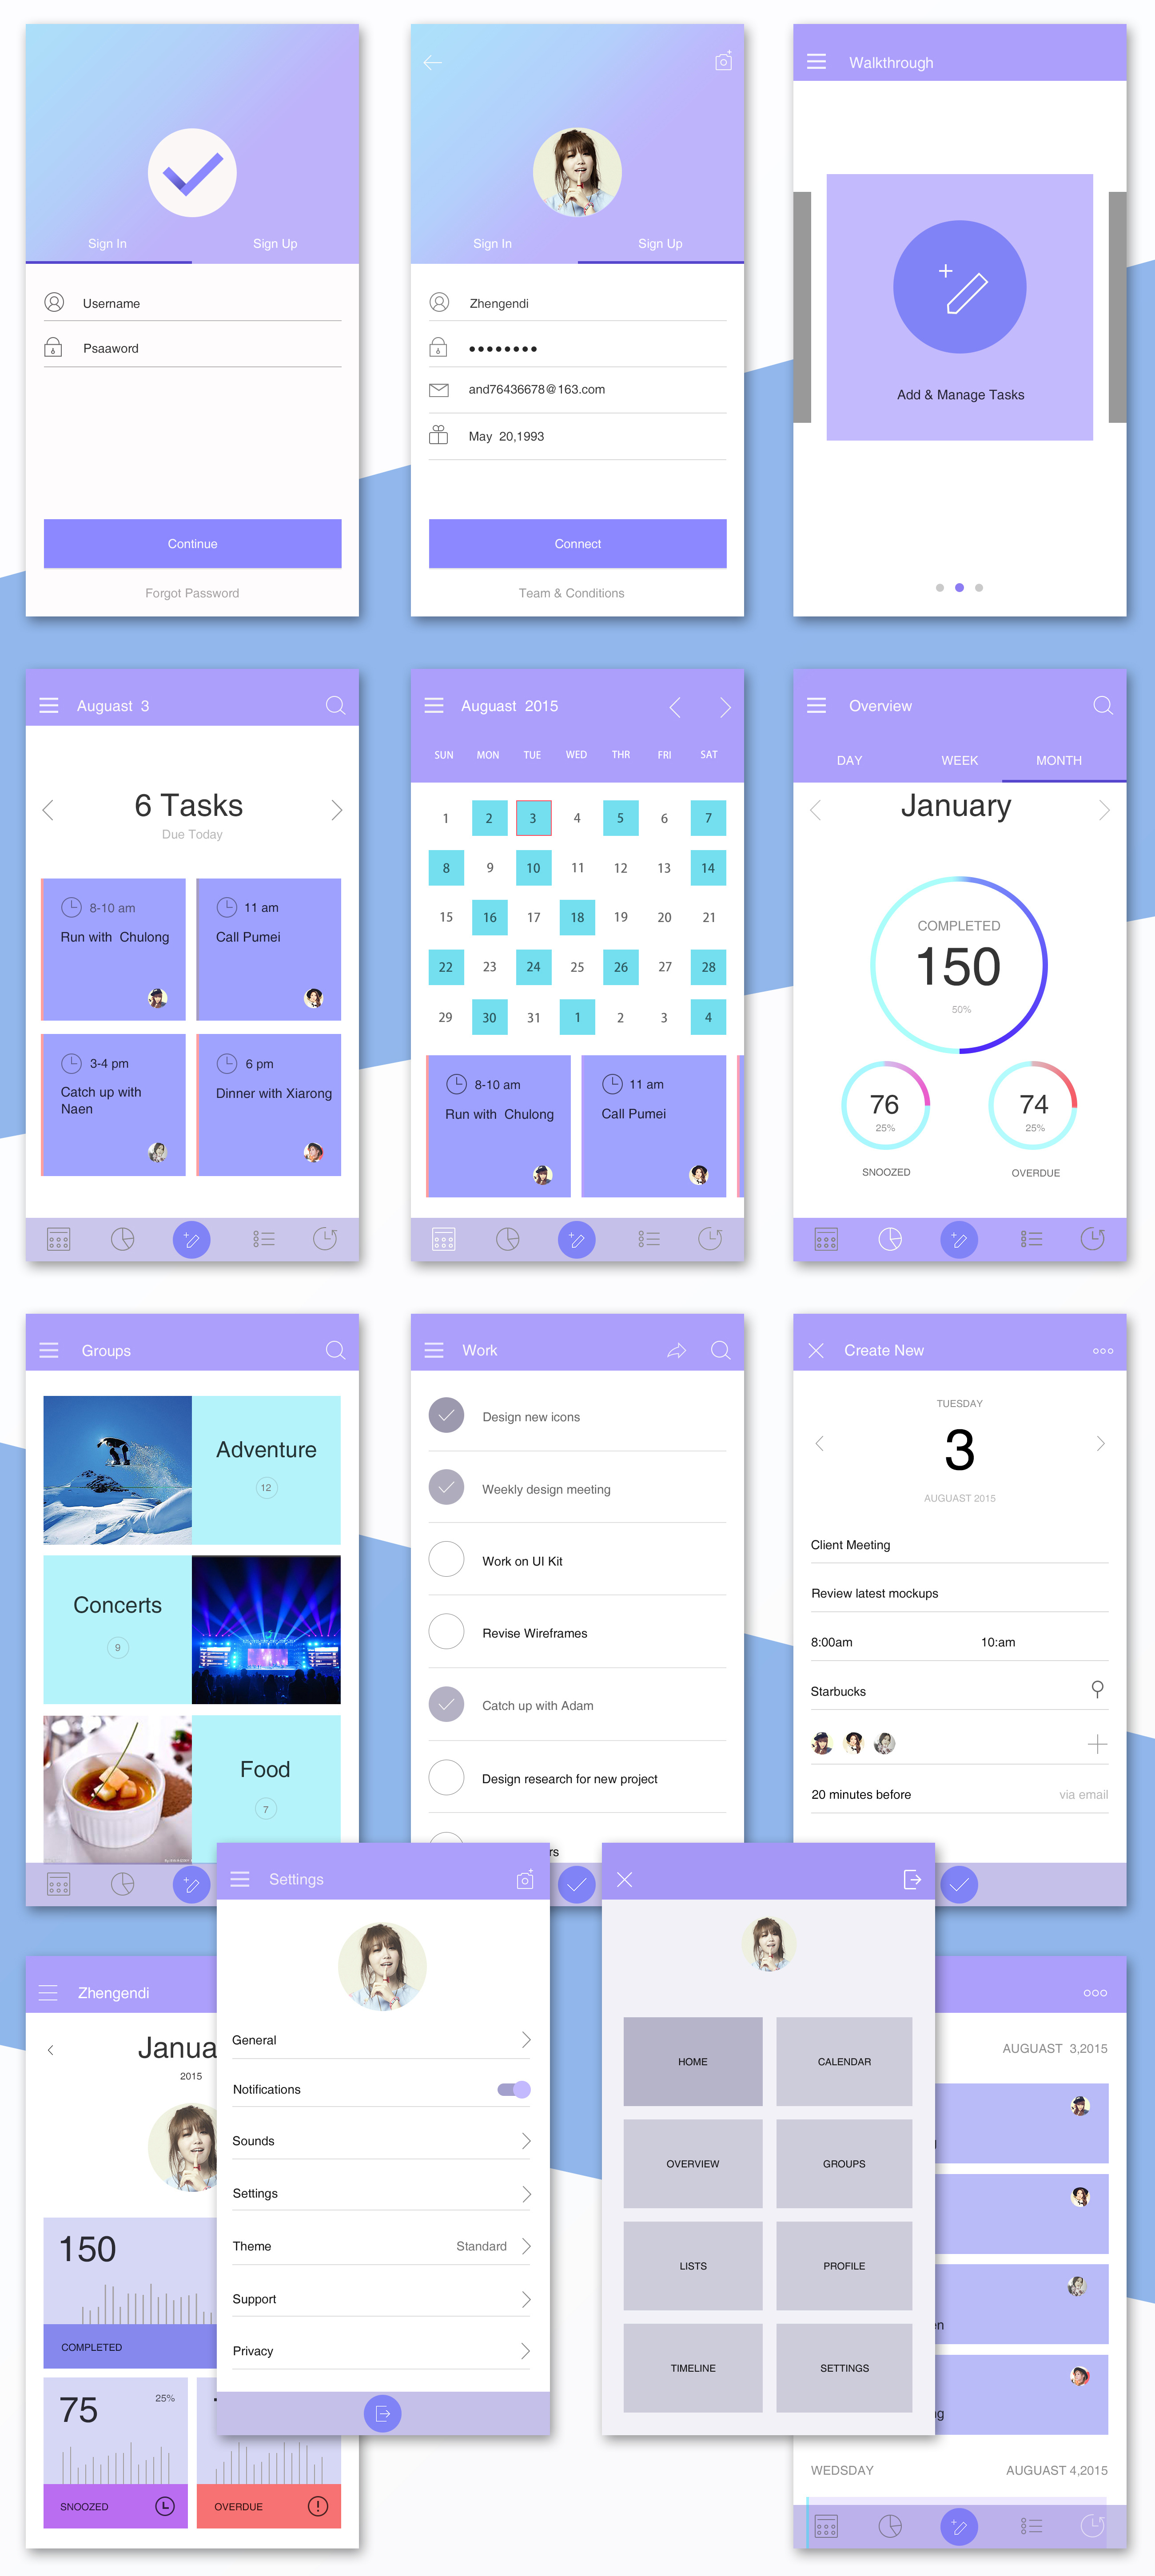 Sign In
Sign Up
Username
Psaaword
Continue
Forgot Password
Sign In
Sign Up
Zhengendi
and76436678@163.com
May 20,1993
Connect
Team & Conditions
Walkthrough
Add & Manage Tasks
Auguast 3
6 Tasks
Due Today
8-10 am
Run with Chulong
11 am
Call Pumei
3-4 pm
Catch up with
Naen
6 pm
Dinner with Xiarong
Auguast 2015
SUN MON TUE WED THR FRI SAT
1 2 3 4 5 6 7
8 9 10 11 12 13 14
15 16 17 18 19 20 21
22 23 24 25 26 27 28
29 30 31 1 2 3 4
8-10 am
Run with Chulong
11 am
Call Pumei
Overview
DAY WEEK MONTH
January
COMPLETED
150
50%
76
25%
SNOOZED
74
25%
OVERDUE
Groups
Adventure
12
Concerts
9
Food
7
Work
Design new icons
Weekly design meeting
Work on UI Kit
Revise Wireframes
Catch up with Adam
Design research for new project
rs
Create New
TUESDAY
3
AUGUAST 2015
Client Meeting
Review latest mockups
8:00am 10:am
Starbucks
20 minutes before via email
Zhengendi
Janua
2015
150
COMPLETED
75
25%
SNOOZED
OVERDUE
Settings
General
Notifications
Sounds
Settings
Theme Standard
Support
Privacy
HOME CALENDAR
OVERVIEW GROUPS
LISTS PROFILE
TIMELINE SETTINGS
AUGUAST 3,2015
en
g
WEDSDAY AUGUAST 4,2015